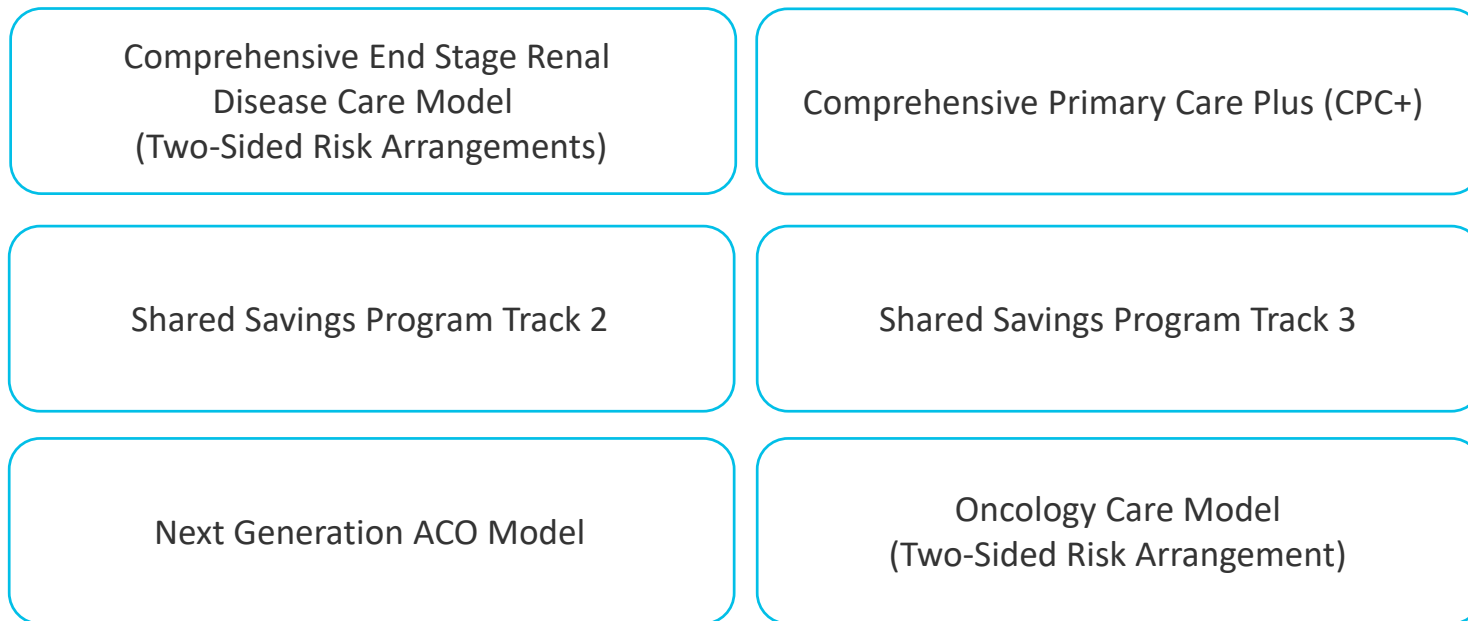 Comprehensive End Stage Renal
Disease Care Model
(Two-Sided Risk Arrangements)
Comprehensive Primary Care Plus (CPC+)
Shared Savings Program Track 2
Shared Savings Program Track 3
Next Generation ACO Model
Oncology Care Model
(Two-Sided Risk Arrangement)